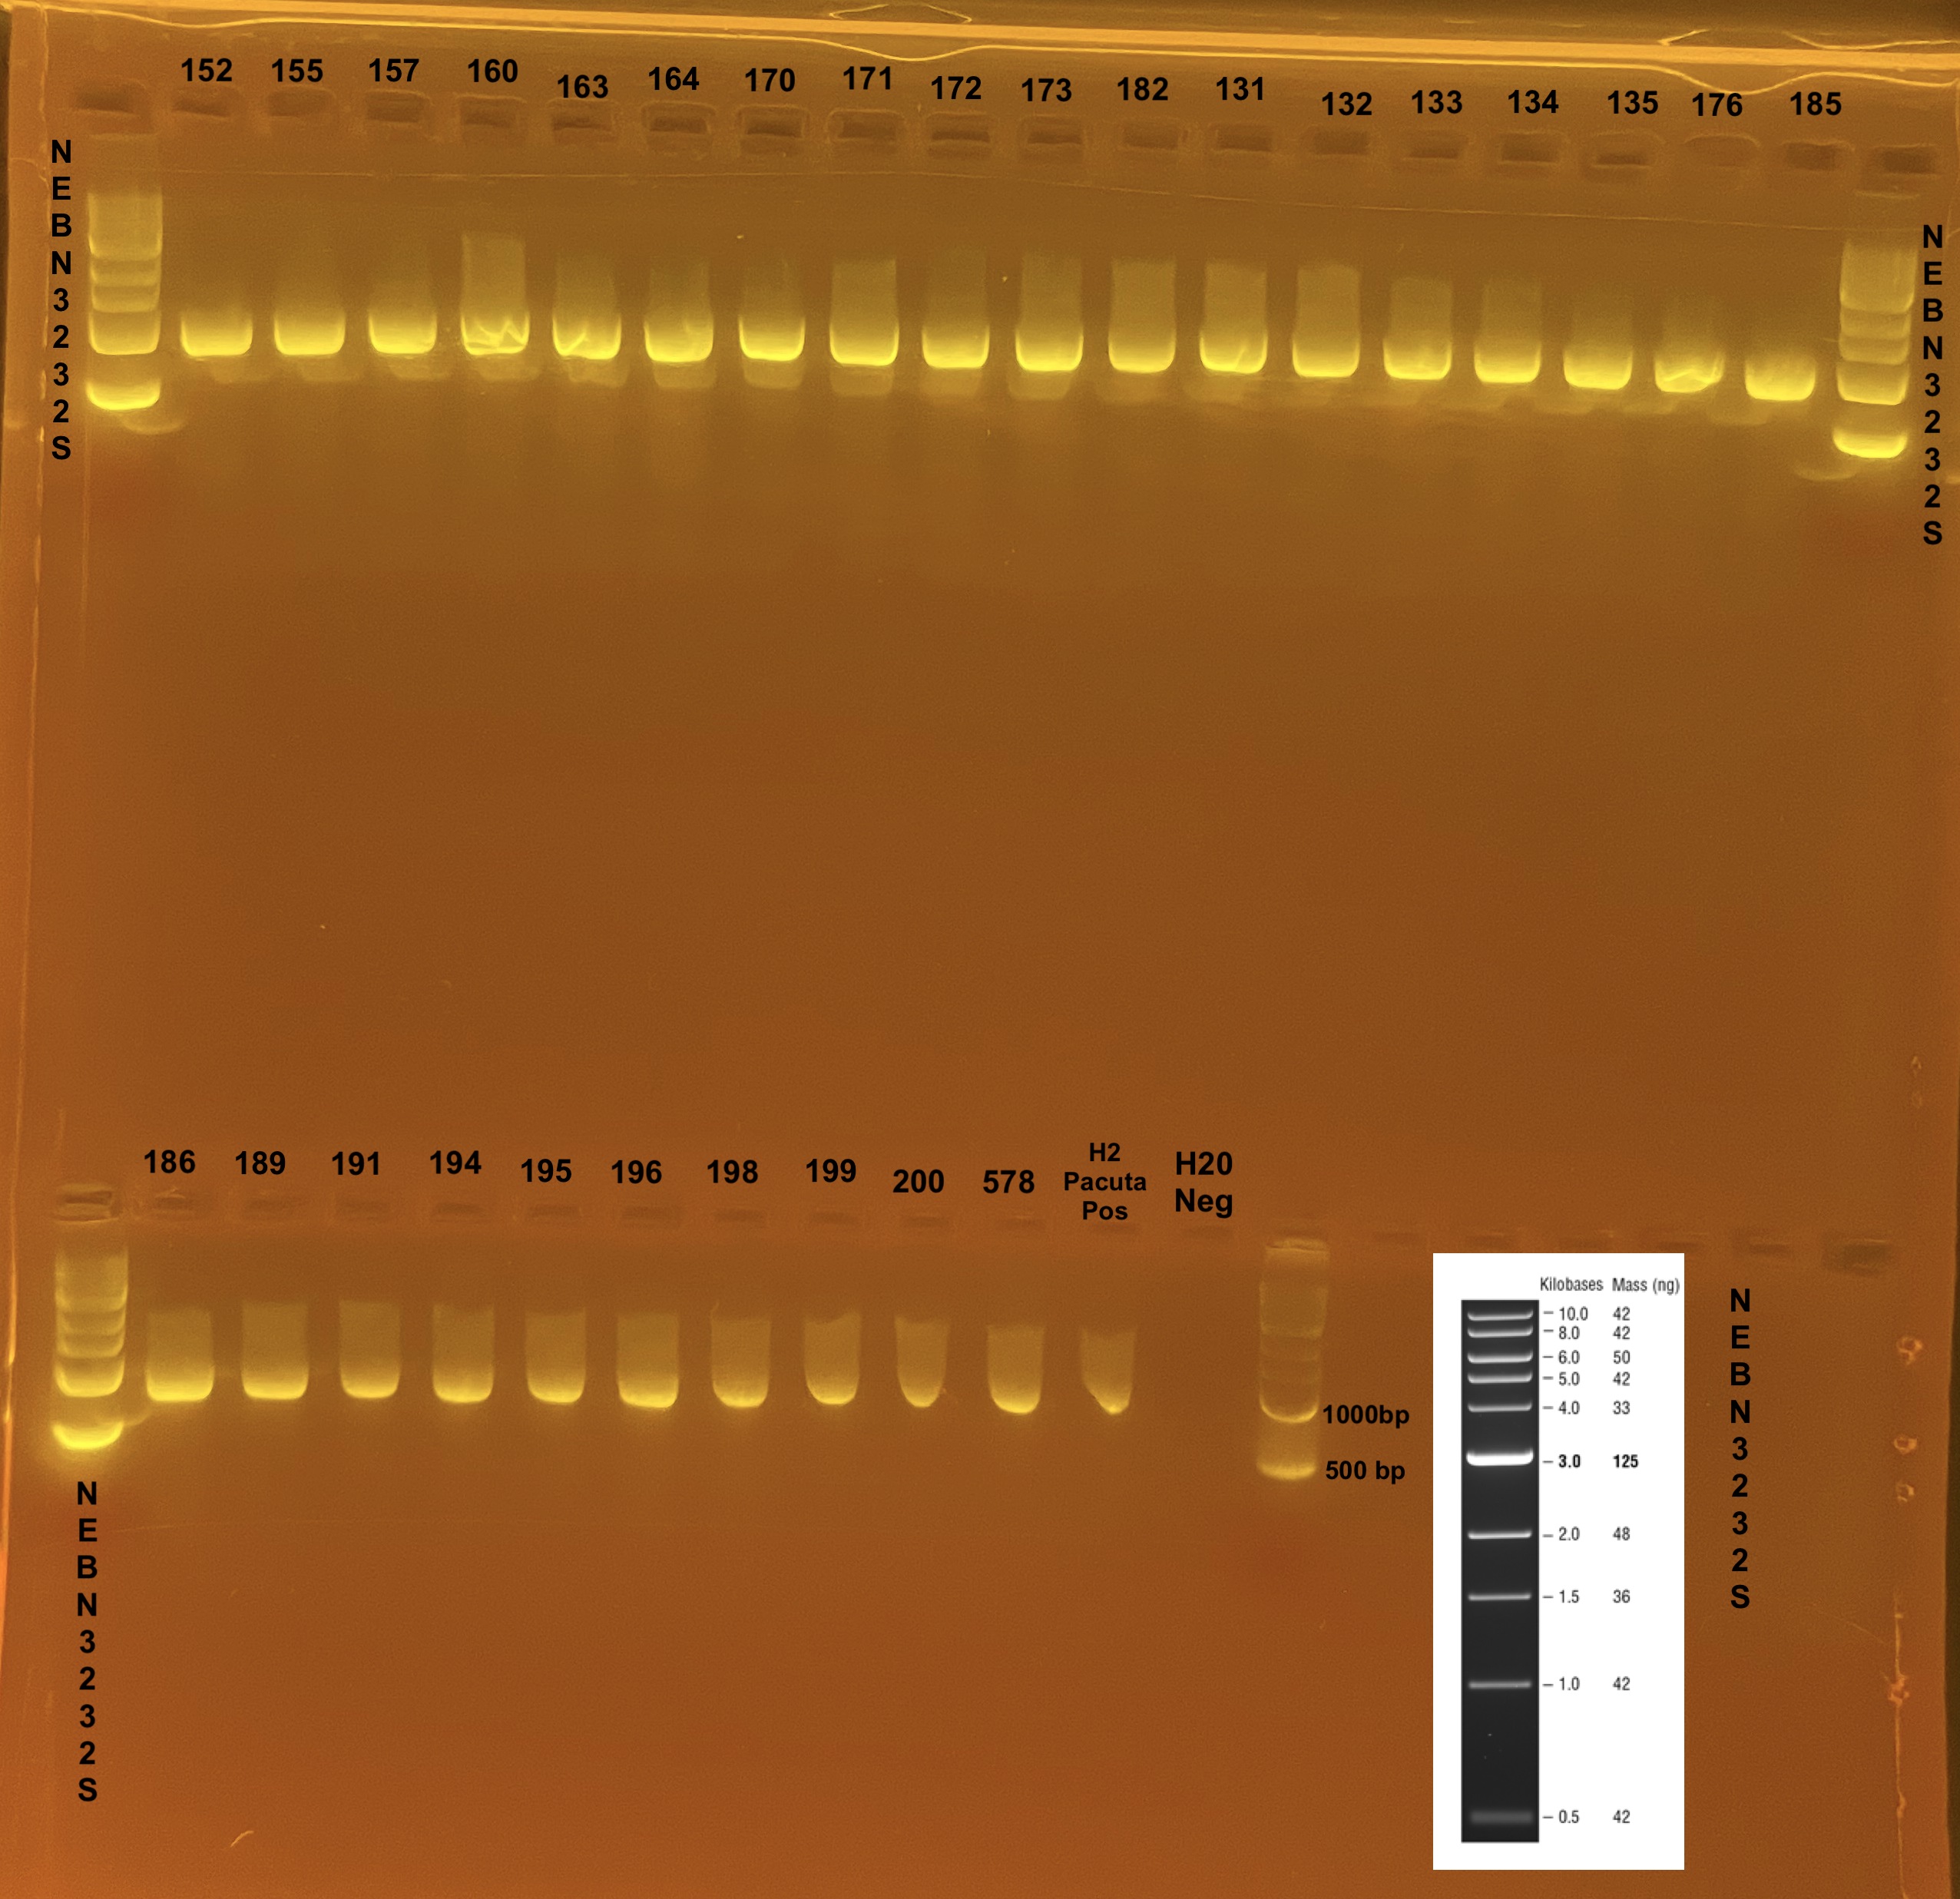 152 155 157 160 163 164 170 171 172 173 182 131 132 133 134 135 176 185
N
E
B
N
3
2
3
2
S
N
E
B
N
3
2
3
2
S
186 189 191 194 195 196 198 199 200 578
H2
Pacuta
Pos
H20
Neg
N
E
B
N
3
2
3
2
S
1000bp
500 bp
Kilobases Mass (ng)
10.0 42
8.0 42
6.0 50
5.0 42
4.0 33
3.0 125
2.0 48
1.5 36
1.0 42
0.5 42
N
E
B
N
3
2
3
2
S